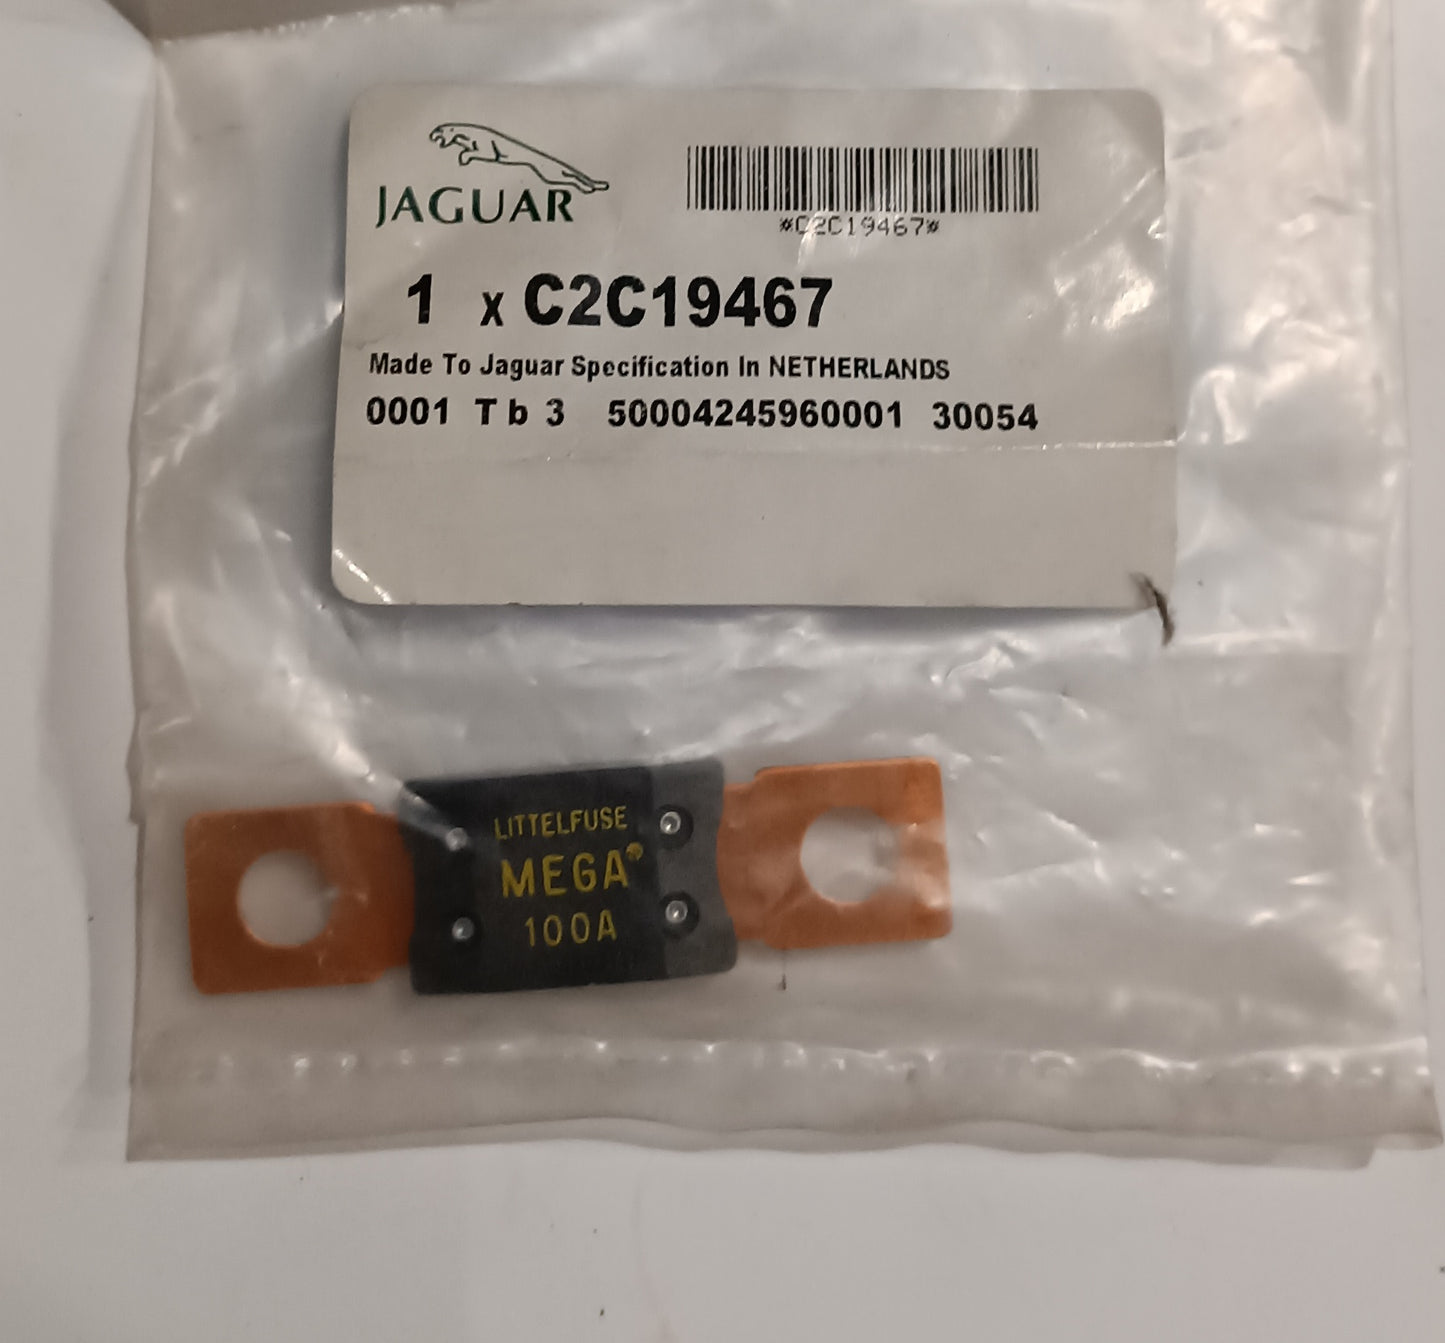 JAGUAR
*C2C19467*
1 x C2C19467
Made To Jaguar Specification In NETHERLANDS
0001 T b 3 50004245960001 30054
LITTELFUSE
MEGA®
100A